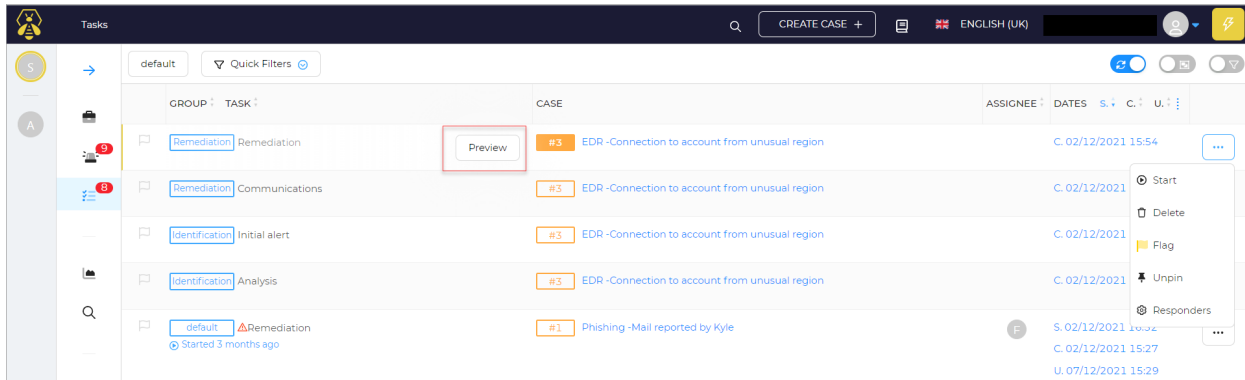 Tasks CREATE CASE + ENGLISH (UK)
S default Quick Filters
GROUP TASK CASE ASSIGNEE DATES S. C. U.
A
Remediation Remediation Preview #3 EDR -Connection to account from unusual region C. 02/12/2021 15:54 ...
9
Start
8 Remediation Communications #3 EDR -Connection to account from unusual region C. 02/12/2021
Delete
Identification Initial alert #3 EDR -Connection to account from unusual region C. 02/12/2021
Flag
Identification Analysis #3 EDR -Connection to account from unusual region C. 02/12/2021
Unpin
Responders
default Remediation #1 Phishing -Mail reported by Kyle S. 02/12/2021 ...
Started 3 months ago C. 02/12/2021 15:27
U. 07/12/2021 15:29